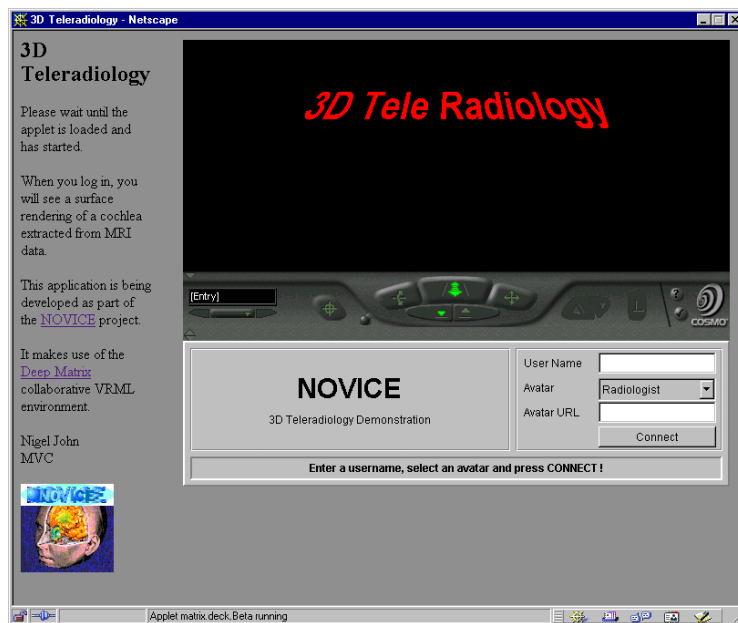 3D Teleradiology - Netscape
3D
Teleradiology
Please wait until the
applet is loaded and
has started.
When you log in, you
will see a surface
rendering of a cochlea
extracted from MRI
data.
This application is being
developed as part of
the NOVICE project.
It makes use of the
Deep Matrix
collaborative VRML
environment.
Nigel John
MVC
NOVICE
3D Tele Radiology
[Entry]
?
COSMO
NOVICE
3D Teleradiology Demonstration
User Name
Avatar
Radiologist
Avatar URL
Connect
Enter a username, select an avatar and press CONNECT !
Applet matrix.deck.Beta running